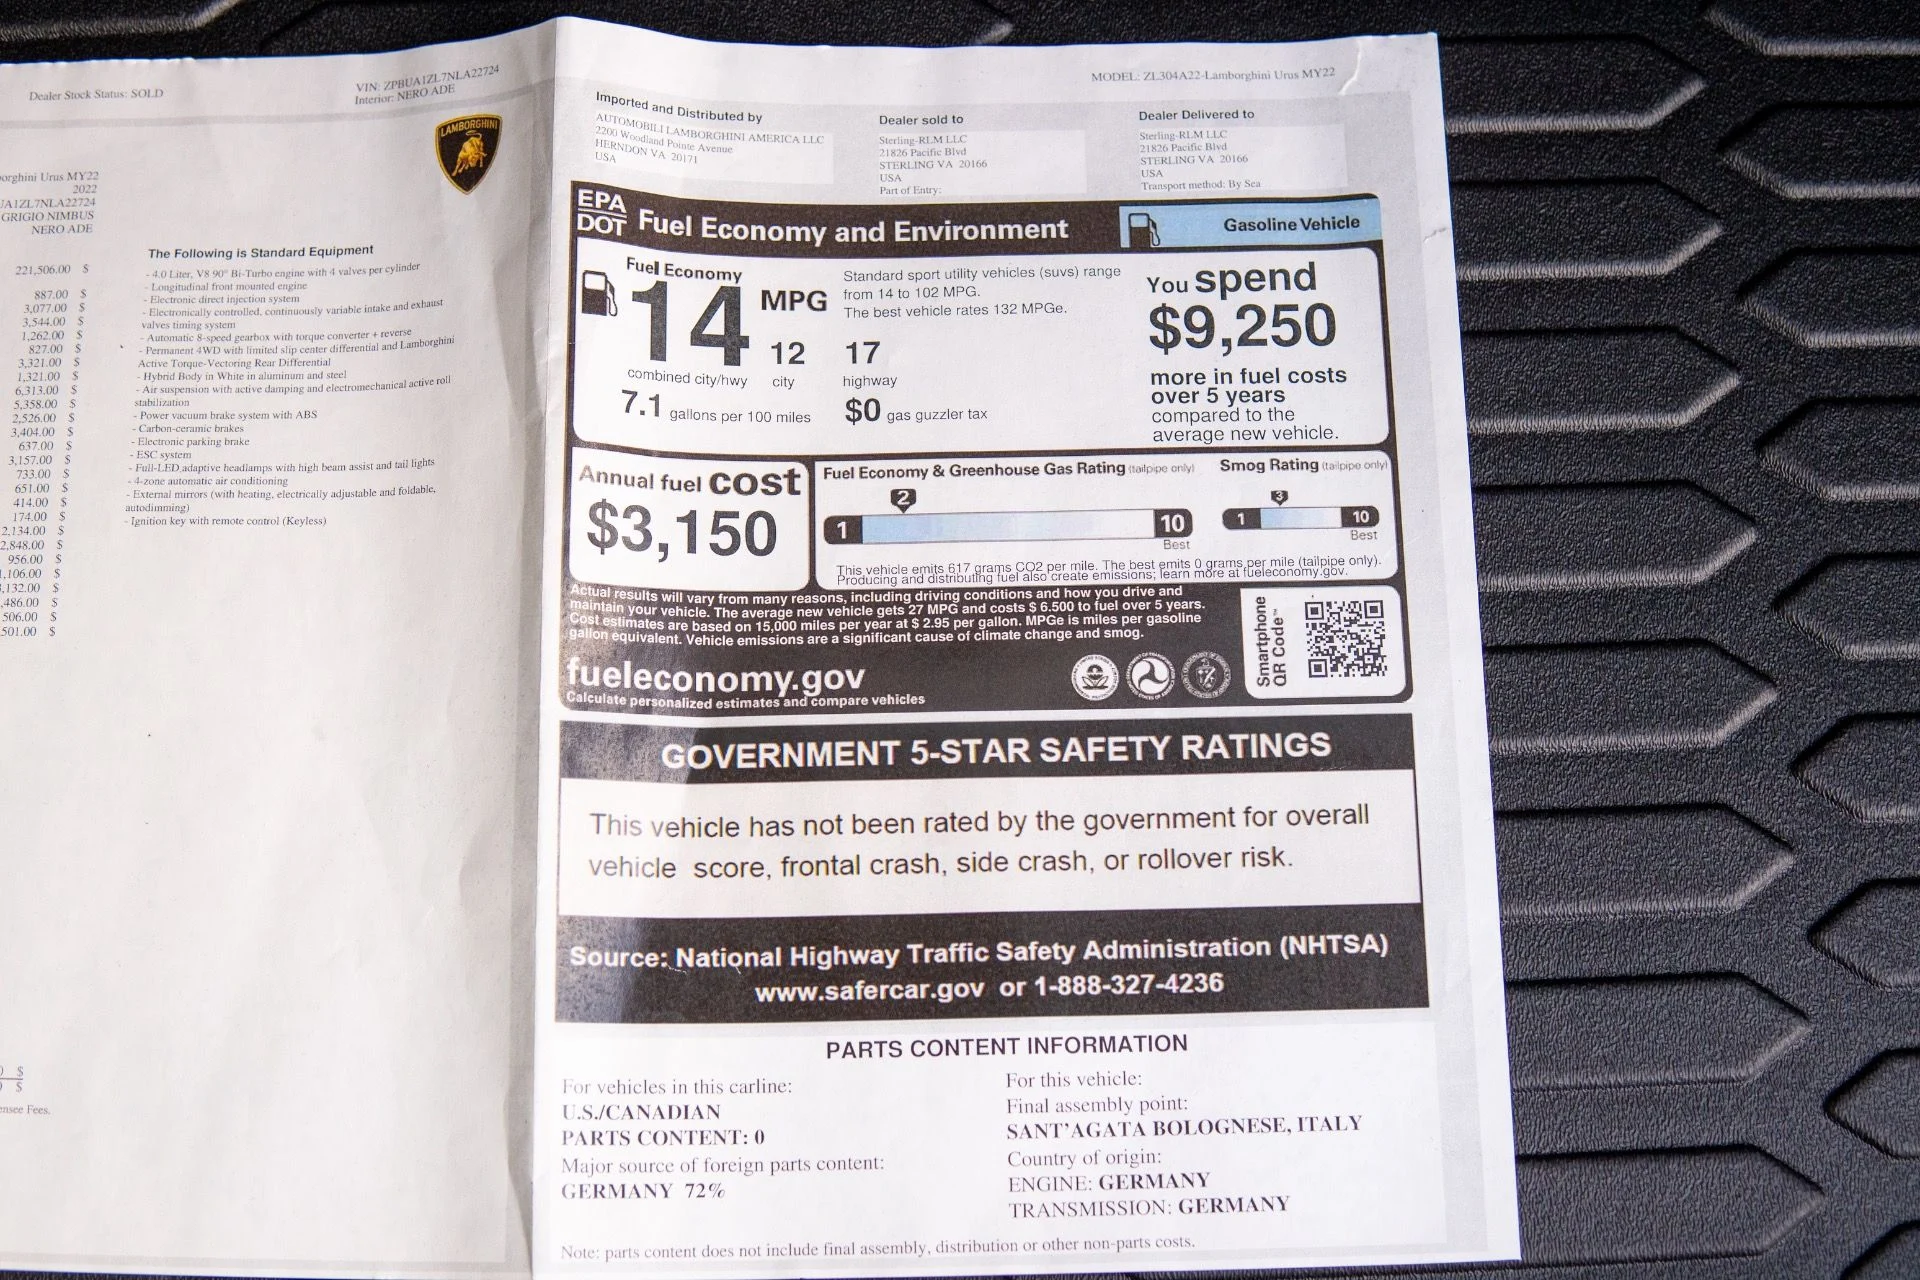 Dealer Stock Status: SOLD
VIN: ZPBUA1ZL7NLA22724
Interior: NERO ADE
LAMBORGHINI
Urus MY22
2022
UA1ZL7NLA22724
GRIGIO NIMBUS
NERO ADE
221,506.00 $
887.00 $
3,077.00 $
3,544.00 $
1,262.00 $
827.00 $
3,321.00 $
1,321.00 $
6,313.00 $
5,358.00 $
2,526.00 $
3,404.00 $
637.00 $
3,157.00 $
733.00 $
651.00 $
414.00 $
174.00 $
2,134.00 $
2,848.00 $
956.00 $
,106.00 $
,132.00 $
,486.00 $
506.00 $
501.00 $
$
$
Fees.
The Following is Standard Equipment
- 4.0 Liter, V8 90° Bi-Turbo engine with 4 valves per cylinder
- Longitudinal front mounted engine
- Electronic direct injection system
- Electronically controlled, continuously variable intake and exhaust
valves timing system
- Automatic 8-speed gearbox with torque converter + reverse
- Permanent 4WD with limited slip center differential and Lamborghini
Active Torque-Vectoring Rear Differential
- Hybrid Body in White in aluminum and steel
- Air suspension with active damping and electromechanical active roll
stabilization
- Power vacuum brake system with ABS
- Carbon-ceramic brakes
- Electronic parking brake
- ESC system
- Full-LED adaptive headlamps with high beam assist and tail lights
- 4-zone automatic air conditioning
- External mirrors (with heating, electrically adjustable and foldable,
autodimming)
- Ignition key with remote control (Keyless)
MODEL: ZL304A22-Lamborghini Urus MY22
Imported and Distributed by
AUTOMOBILI LAMBORGHINI AMERICA LLC
2200 Woodland Pointe Avenue
HERNDON VA 20171
USA
Dealer sold to
Sterling-RLM LLC
21826 Pacific Blvd
STERLING VA 20166
USA
Part of Entry:
Dealer Delivered to
Sterling-RLM LLC
21826 Pacific Blvd
STERLING VA 20166
USA
Transport method: By Sea
EPA
DOT
Fuel Economy and Environment
Gasoline Vehicle
Fuel Economy
14 MPG
combined city/hwy
12
city
17
highway
7.1 gallons per 100 miles
$0 gas guzzler tax
Standard sport utility vehicles (suvs) range
from 14 to 102 MPG.
The best vehicle rates 132 MPGe.
You spend
$9,250
more in fuel costs
over 5 years
compared to the
average new vehicle.
Annual fuel cost
$3,150
Fuel Economy & Greenhouse Gas Rating (tailpipe only)
2
1
10
Best
Smog Rating (tailpipe only)
3
1
10
Best
This vehicle emits 617 grams CO2 per mile. The best emits 0 grams per mile (tailpipe only).
Producing and distributing fuel also create emissions; learn more at fueleconomy.gov.
Actual results will vary from many reasons, including driving conditions and how you drive and
maintain your vehicle. The average new vehicle gets 27 MPG and costs $ 6.500 to fuel over 5 years.
Cost estimates are based on 15,000 miles per year at $ 2.95 per gallon. MPGe is miles per gasoline
gallon equivalent. Vehicle emissions are a significant cause of climate change and smog.
fueleconomy.gov
Calculate personalized estimates and compare vehicles
Smartphone
QR Code™
GOVERNMENT 5-STAR SAFETY RATINGS
This vehicle has not been rated by the government for overall
vehicle score, frontal crash, side crash, or rollover risk.
Source: National Highway Traffic Safety Administration (NHTSA)
www.safercar.gov or 1-888-327-4236
PARTS CONTENT INFORMATION
For vehicles in this carline:
U.S./CANADIAN
PARTS CONTENT: 0
Major source of foreign parts content:
GERMANY 72%
For this vehicle:
Final assembly point:
SANT'AGATA BOLOGNESE, ITALY
Country of origin:
ENGINE: GERMANY
TRANSMISSION: GERMANY
Note: parts content does not include final assembly, distribution or other non-parts costs.